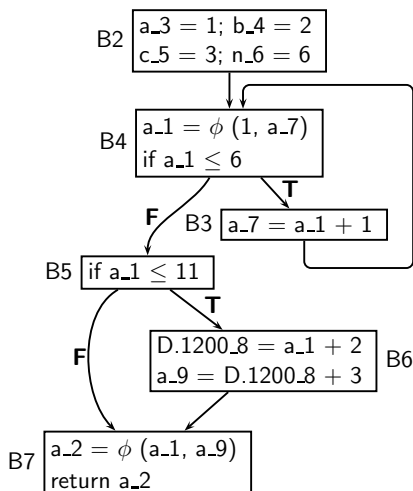 B2
a_3 = 1; b_4 = 2
c_5 = 3; n_6 = 6
B4
a_1 = ϕ (1, a_7)
if a_1 ≤ 6
F
T
B3
a_7 = a_1 + 1
B5
if a_1 ≤ 11
F
T
D.1200_8 = a_1 + 2
a_9 = D.1200_8 + 3
B6
B7
a_2 = ϕ (a_1, a_9)
return a_2